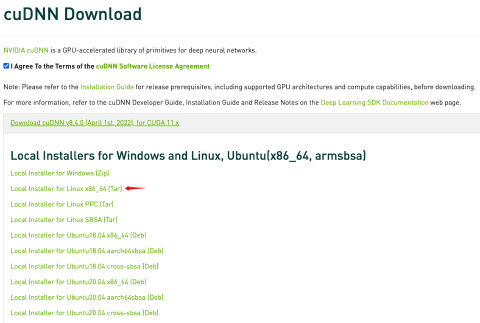 cuDNN Download
NVIDIA cuDNN is a GPU-accelerated library of primitives for deep neural networks.
I Agree To the Terms of the cuDNN Software License Agreement
Note: Please refer to the Installation Guide for release prerequisites, including supported GPU architectures and compute capabilities, before downloading.
For more information, refer to the cuDNN Developer Guide, Installation Guide and Release Notes on the Deep Learning SDK Documentation web page.
Download cuDNN v8.4.0 (April 1st, 2022), for CUDA 11.x
Local Installers for Windows and Linux, Ubuntu(x86_64, armsbsa)
Local Installer for Windows (Zip)
Local Installer for Linux x86_64 (Tar)
Local Installer for Linux PPC (Tar)
Local Installer for Linux SBSA (Tar)
Local Installer for Ubuntu18.04 x86_64 (Deb)
Local Installer for Ubuntu18.04 aarch64sbsa (Deb)
Local Installer for Ubuntu18.04 cross-sbsa (Deb)
Local Installer for Ubuntu20.04 x86_64 (Deb)
Local Installer for Ubuntu20.04 aarch64sbsa (Deb)
Local Installer for Ubuntu20.04 cross-sbsa (Deb)